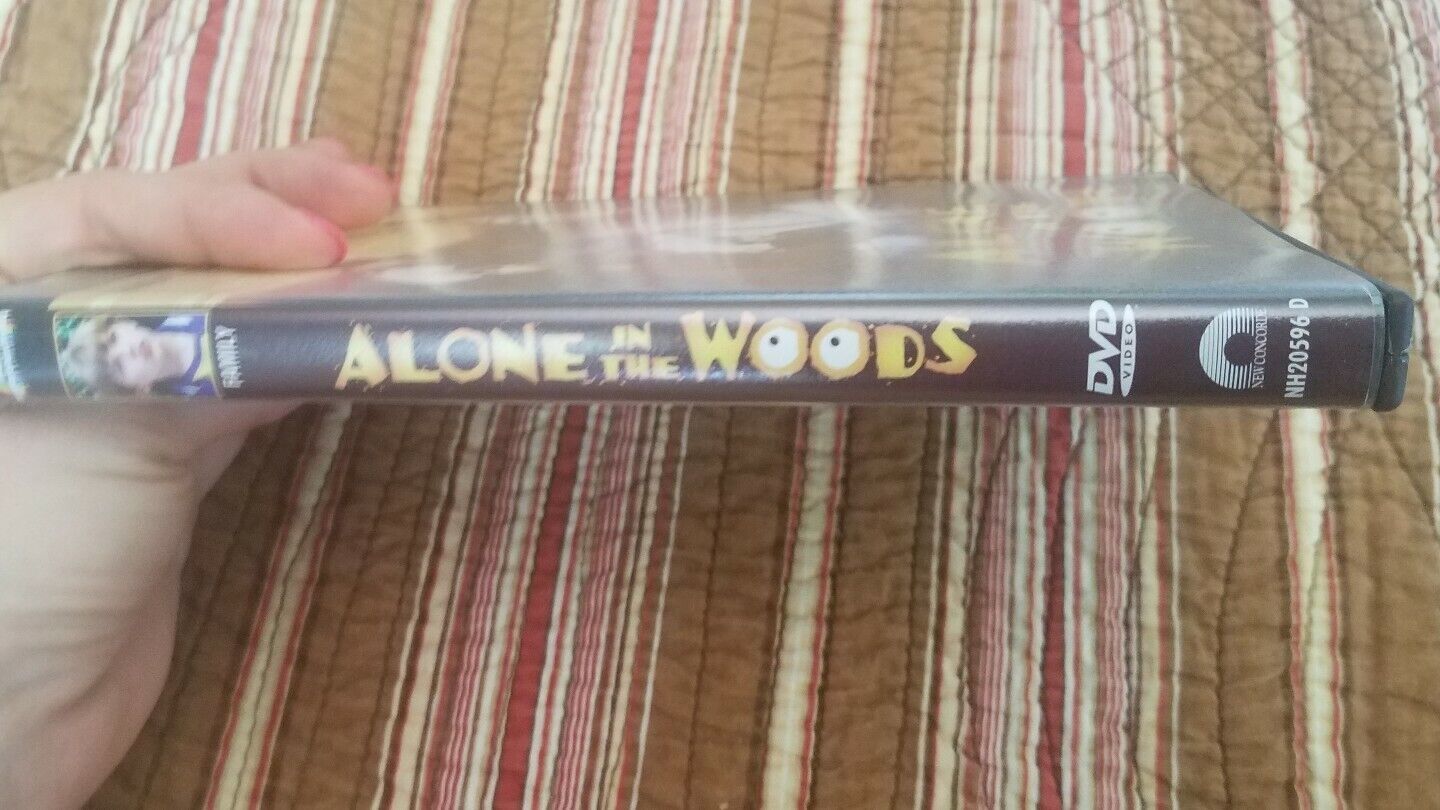 FAMILY
ALONE IN THE WOODS
DVD
VIDEO
NEW CONCORDE
NH20596 D